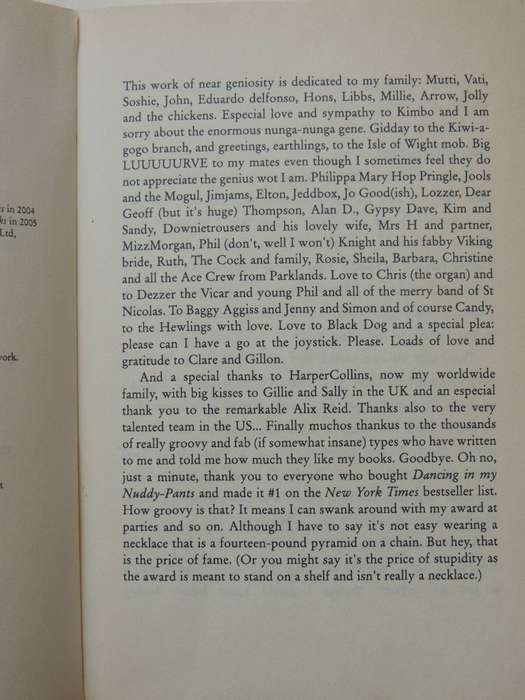 s in 2004
ks in 2005
Ltd,
work.
t
This work of near geniosity is dedicated to my family: Mutti, Vati,
Soshie, John, Eduardo delfonso, Hons, Libbs, Millie, Arrow, Jolly
and the chickens. Especial love and sympathy to Kimbo and I am
sorry about the enormous nunga-nunga gene. Gidday to the Kiwi-a-
gogo branch, and greetings, earthlings, to the Isle of Wight mob. Big
LUUUUURVE to my mates even though I sometimes feel they do
not appreciate the genius wot I am. Philippa Mary Hop Pringle, Jools
and the Mogul, Jimjams, Elton, Jeddbox, Jo Good(ish), Lozzer, Dear
Geoff (but it's huge) Thompson, Alan D., Gypsy Dave, Kim and
Sandy, Downietrousers and his lovely wife, Mrs H and partner,
MizzMorgan, Phil (don't, well I won't) Knight and his fabby Viking
bride, Ruth, The Cock and family, Rosie, Sheila, Barbara, Christine
and all the Ace Crew from Parklands. Love to Chris (the organ) and
to Dezzer the Vicar and young Phil and all of the merry band of St
Nicolas. To Baggy Aggiss and Jenny and Simon and of course Candy,
to the Hewlings with love. Love to Black Dog and a special plea:
please can I have a go at the joystick. Please. Loads of love and
gratitude to Clare and Gillon.
And a special thanks to HarperCollins, now my worldwide
family, with big kisses to Gillie and Sally in the UK and an especial
thank you to the remarkable Alix Reid. Thanks also to the very
talented team in the US... Finally muchos thankus to the thousands
of really groovy and fab (if somewhat insane) types who have written
to me and told me how much they like my books. Goodbye. Oh no,
just a minute, thank you to everyone who bought Dancing in my
Nuddy-Pants and made it #1 on the New York Times bestseller list.
How groovy is that? It means I can swank around with my award at
parties and so on. Although I have to say it's not easy wearing a
necklace that is a fourteen-pound pyramid on a chain. But hey, that
is the price of fame. (Or you might say it's the price of stupidity as
the award is meant to stand on a shelf and isn't really a necklace.)